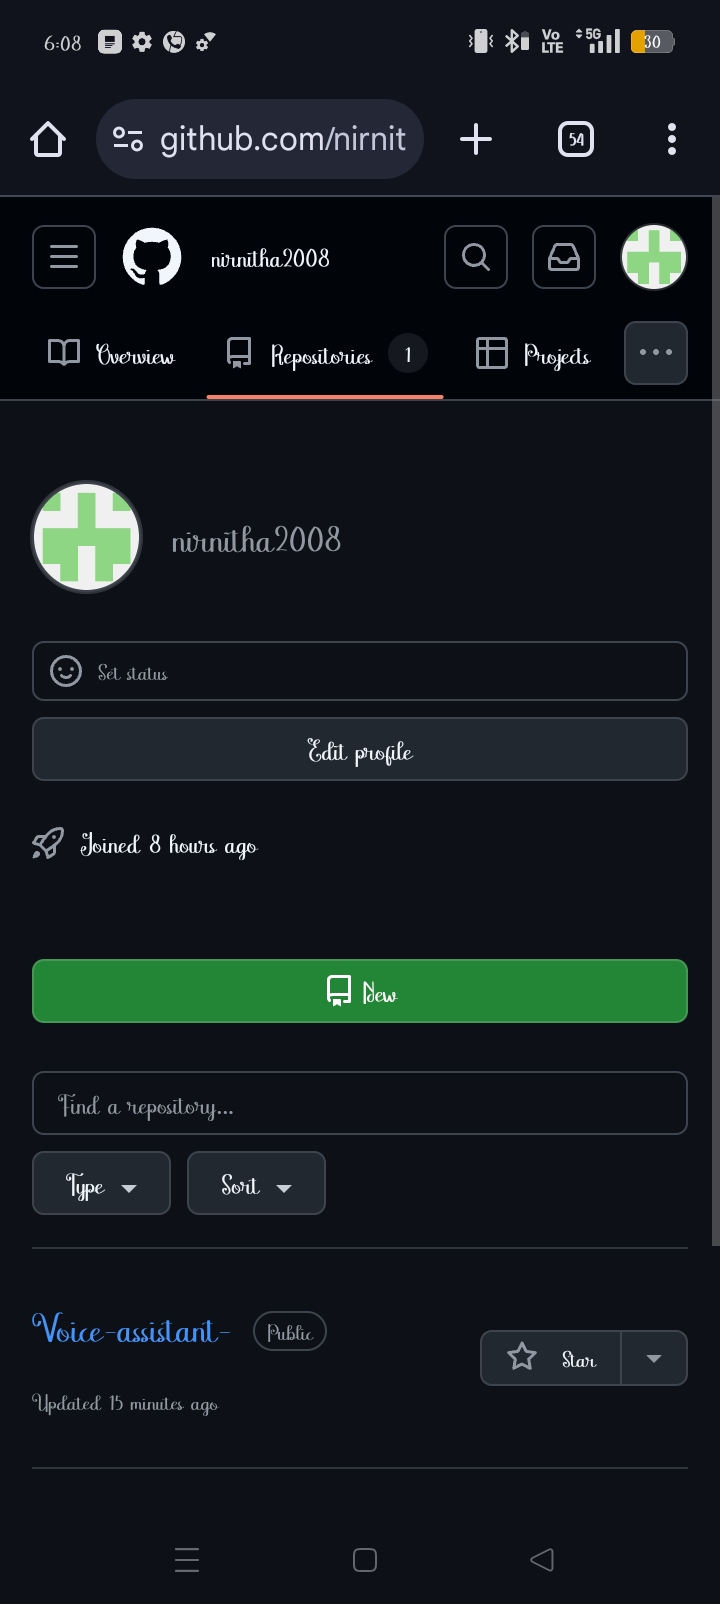 6:08 Vo LTE 5G 30
github.com/nirnit 54
nirnitha2008
Overview Repositories 1 Projects
nirnitha2008
Set status
Edit profile
Joined 8 hours ago
New
Find a repository...
Type Sort
Voice-assistant- Public
Star
Updated 15 minutes ago